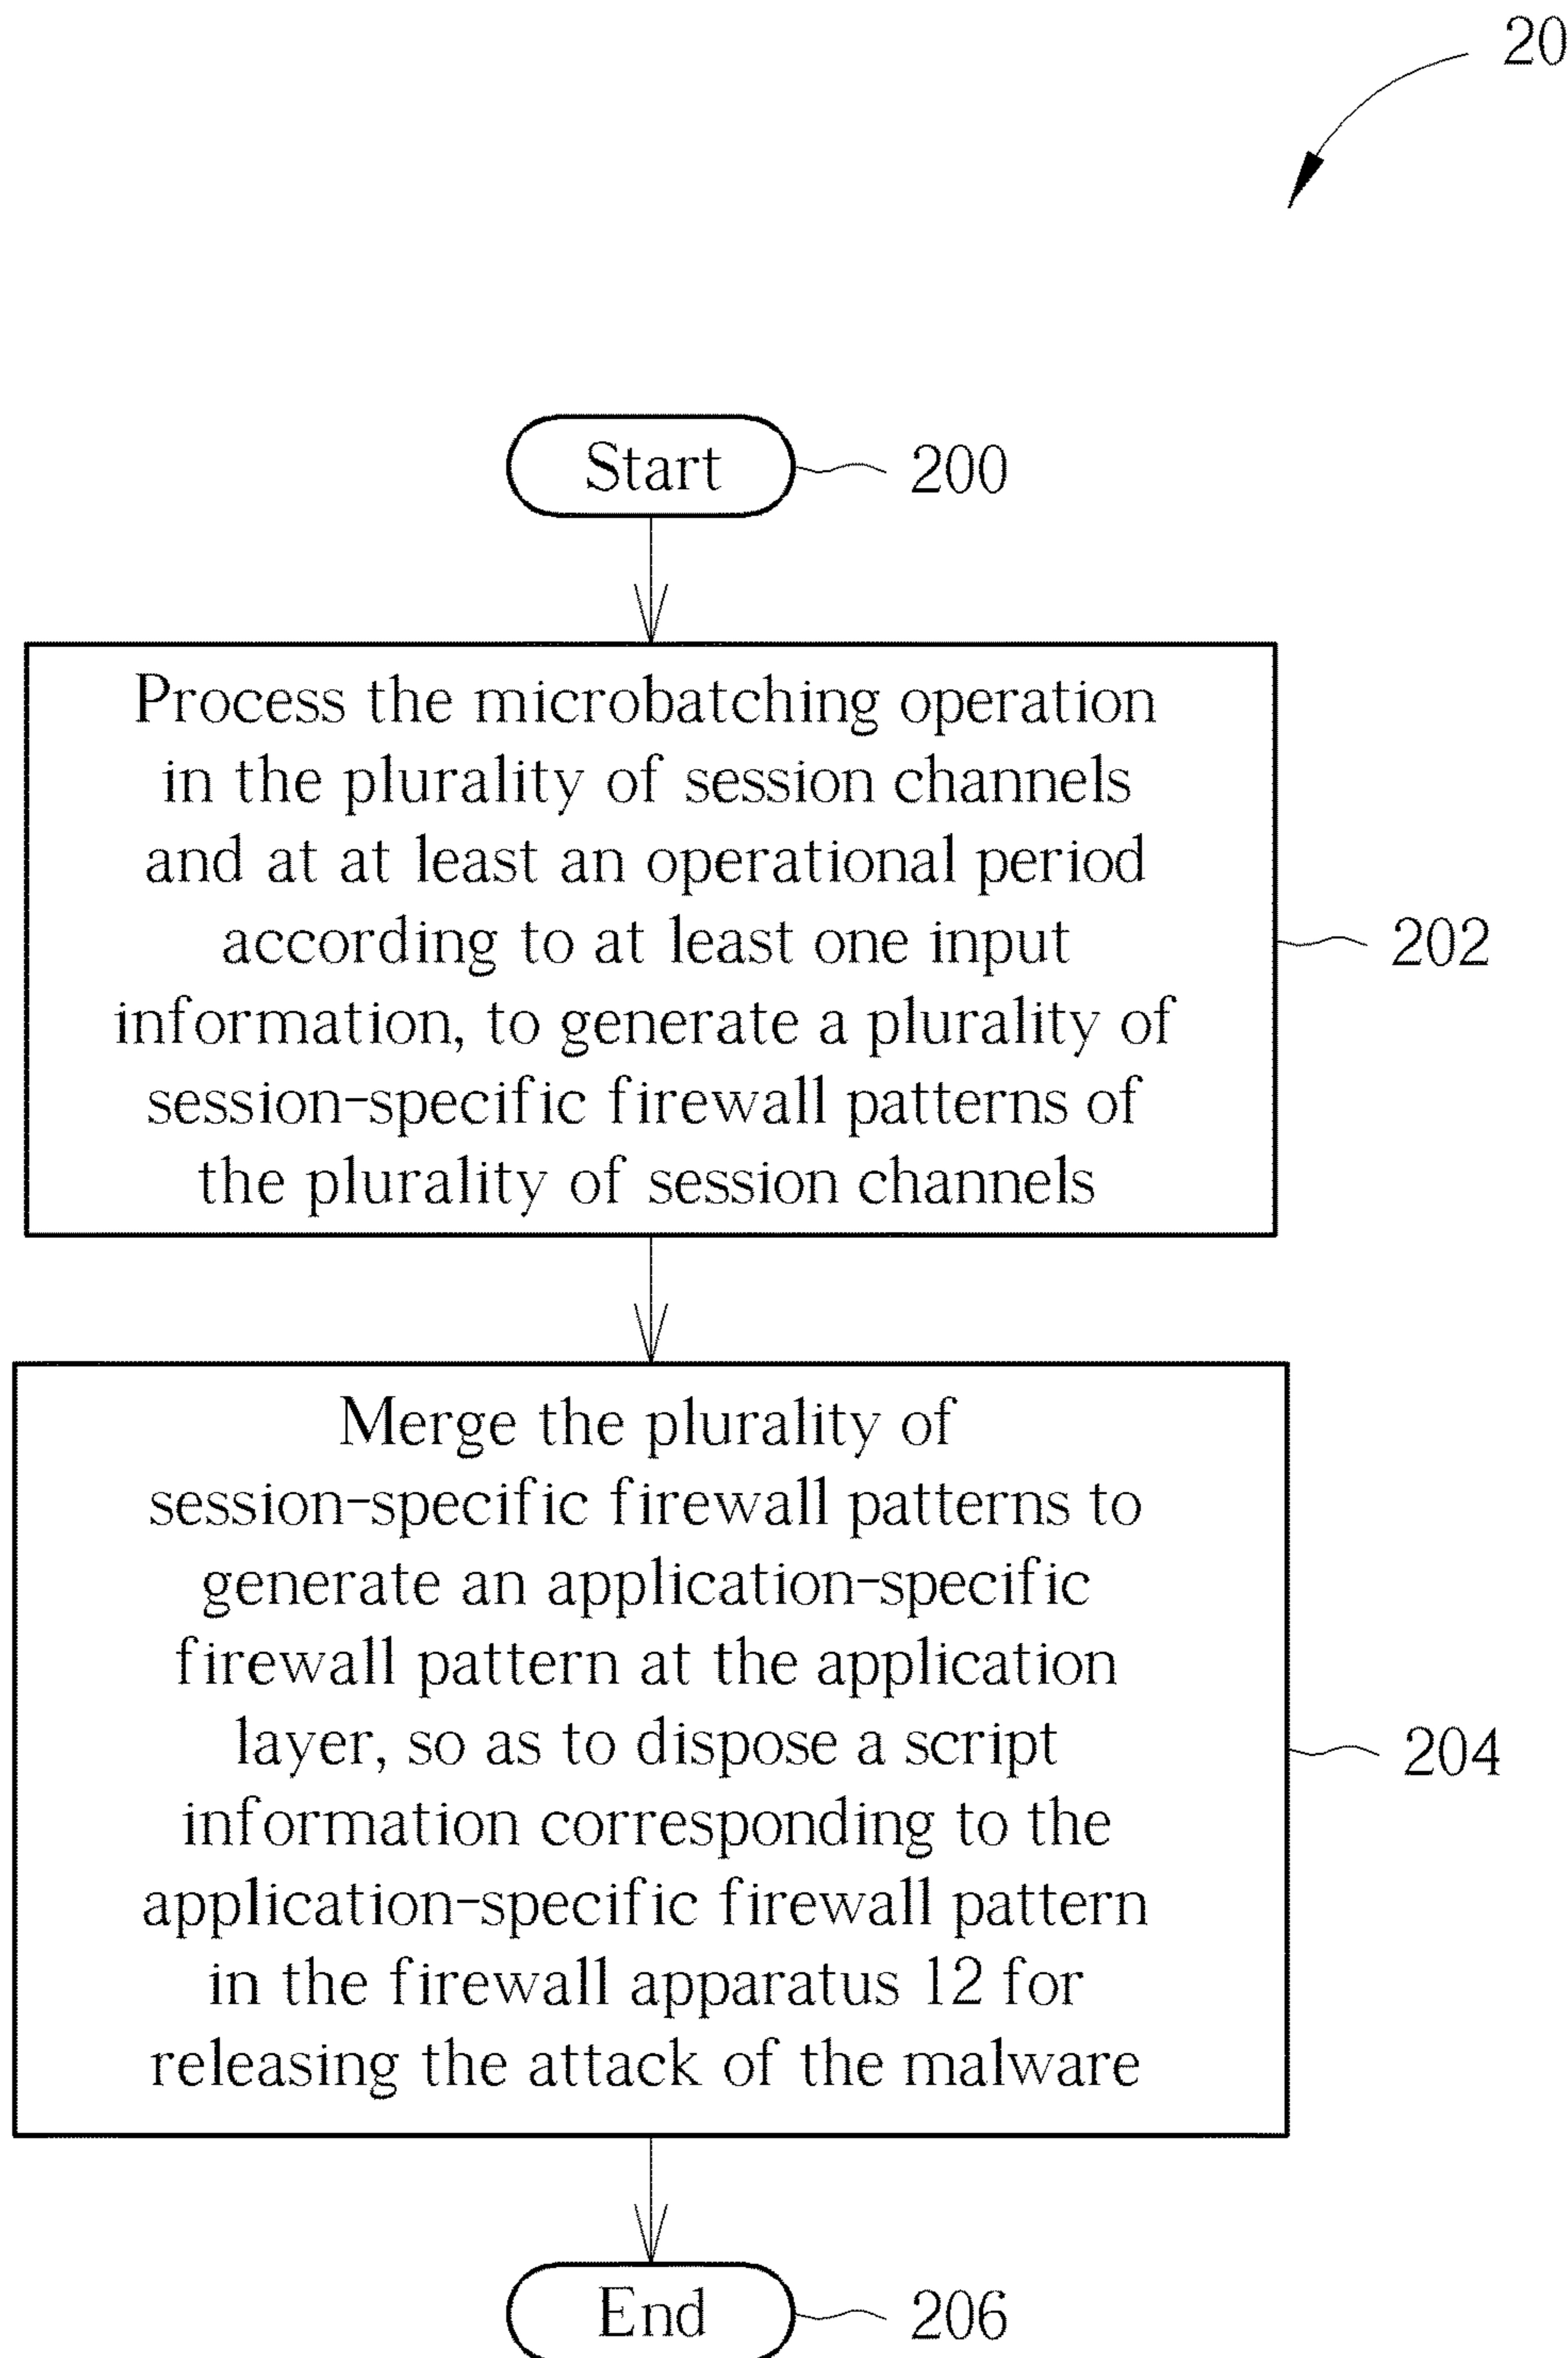 20
Start
200
Process the microbatching operation
in the plurality of session channels
and at at least an operational period
according to at least one input
information, to generate a plurality of
session-specific firewall patterns of
the plurality of session channels
202
Merge the plurality of
session-specific firewall patterns to
generate an application-specific
firewall pattern at the application
layer, so as to dispose a script
information corresponding to the
application-specific firewall pattern
in the firewall apparatus 12 for
releasing the attack of the malware
204
End
206